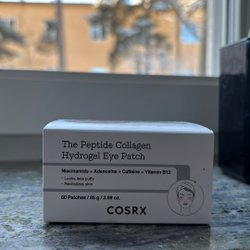 The Peptide Collagen
Hydrogel Eye Patch
Niacinamide + Adenosine + Caffeine + Vitamin B12
- Looks less puffy
- Revitalizes skin
60 Patches / 85 g / 2.99 oz.
COSRX